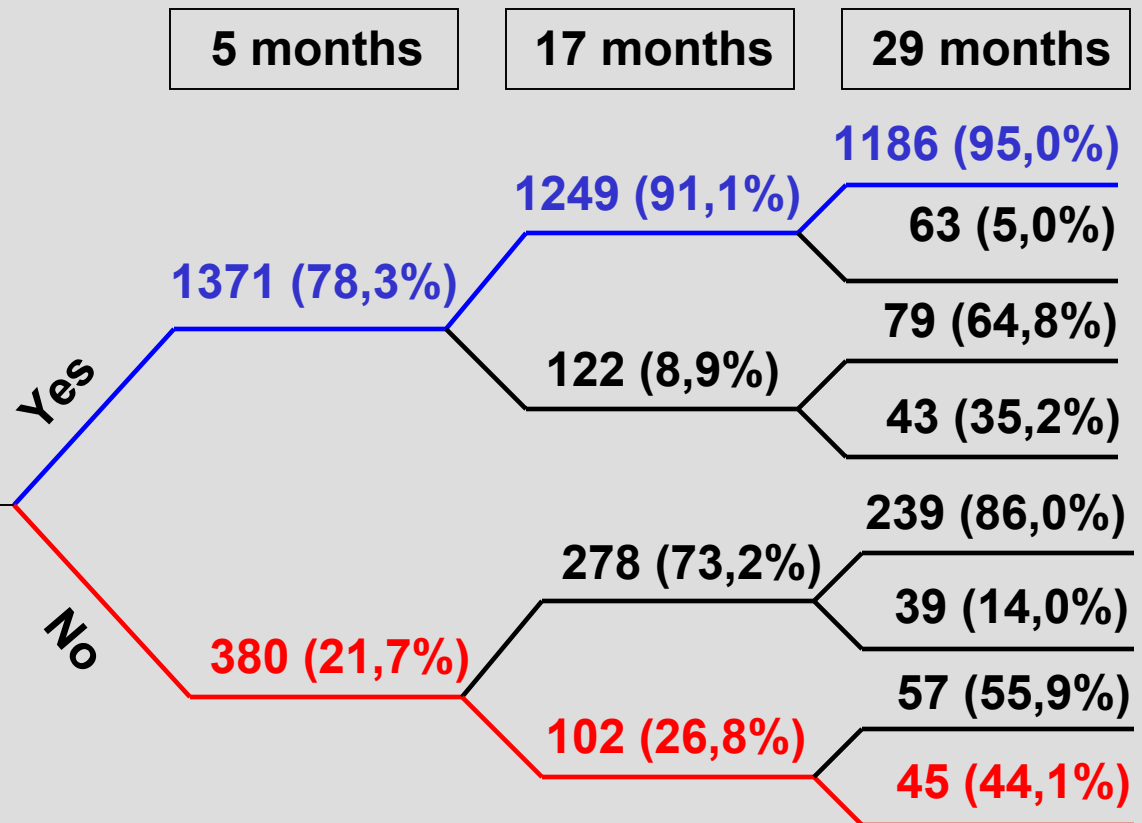 5 months
17 months
29 months
1186 (95,0%)
1249 (91,1%)
63 (5,0%)
1371 (78,3%)
79 (64,8%)
122 (8,9%)
43 (35,2%)
Yes
239 (86,0%)
278 (73,2%)
39 (14,0%)
No
380 (21,7%)
57 (55,9%)
102 (26,8%)
45 (44,1%)